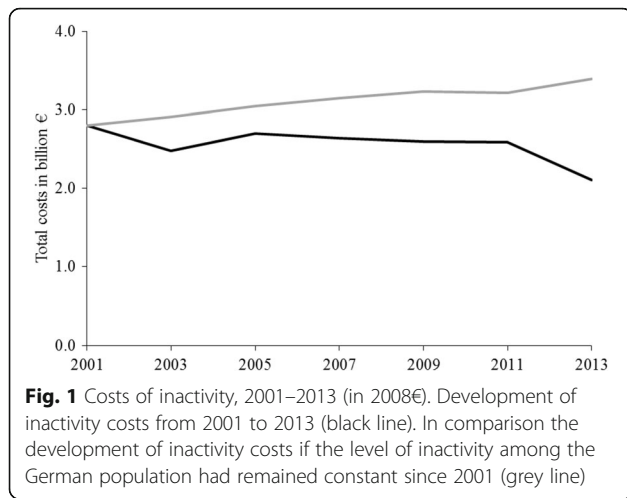 4.0
3.0
2.0
1.0
0.0
Total costs in billion €
2001 2003 2005 2007 2009 2011 2013
Fig. 1 Costs of inactivity, 2001–2013 (in 2008€). Development of
inactivity costs from 2001 to 2013 (black line). In comparison the
development of inactivity costs if the level of inactivity among the
German population had remained constant since 2001 (grey line)